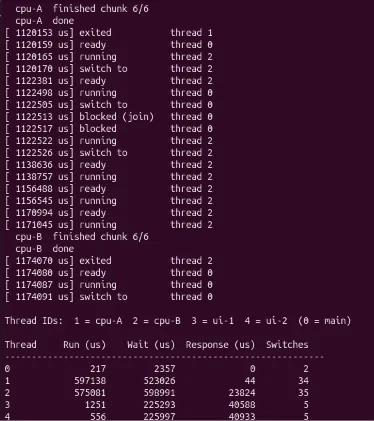 cpu-A  finished chunk 6/6
cpu-A  done
[ 1120153 us] exited           thread 1
[ 1120159 us] ready            thread 0
[ 1120165 us] running          thread 2
[ 1120170 us] switch to        thread 2
[ 1122381 us] ready            thread 2
[ 1122498 us] running          thread 0
[ 1122505 us] switch to        thread 0
[ 1122513 us] blocked (join)   thread 0
[ 1122517 us] blocked          thread 0
[ 1122522 us] running          thread 2
[ 1122526 us] switch to        thread 2
[ 1138636 us] ready            thread 2
[ 1138757 us] running          thread 2
[ 1156488 us] ready            thread 2
[ 1156545 us] running          thread 2
[ 1170994 us] ready            thread 2
[ 1171045 us] running          thread 2
cpu-B  finished chunk 6/6
cpu-B  done
[ 1174070 us] exited           thread 2
[ 1174080 us] ready            thread 0
[ 1174087 us] running          thread 0
[ 1174091 us] switch to        thread 0
Thread IDs:  1 = cpu-A  2 = cpu-B  3 = ui-1  4 = ui-2  (0 = main)
Thread     Run (us)    Wait (us)  Response (us)  Switches
------------------------------------------------------------
0               217         2357              0         2
1            597138       523026             44        34
2            575081       598991          23824        35
3              1251       225293          40588         5
4               556       225997          40933         5